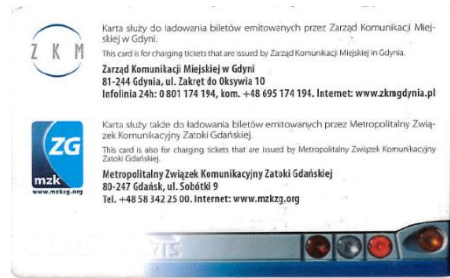 Karta służy do ładowania biletów emitowanych przez Zarząd Komunikacji Miej-
skiej w Gdyni.
This card is for charging tickets that are issued by Zarząd Komunikacji Miejskiej in Gdynia.
Z K M
Zarząd Komunikacji Miejskiej w Gdyni
81-244 Gdynia, ul. Zakręt do Oksywia 10
Infolinia 24h: 0 801 174 194, kom. +48 695 174 194. Internet: www.zkmgdynia.pl
Karta służy także do ładowania biletów emitowanych przez Metropolitalny Zwią-
zek Komunikacyjny Zatoki Gdańskiej.
This card is also for charging tickets that are issued by Metropolitalny Związek Komunikacyjny
Zatoki Gdańskiej.
ZG
mzk
www.mzkzg.org
Metropolitalny Związek Komunikacyjny Zatoki Gdańskiej
80-247 Gdańsk, ul. Sobótki 9
Tel. +48 58 342 25 00. Internet: www.mzkzg.org